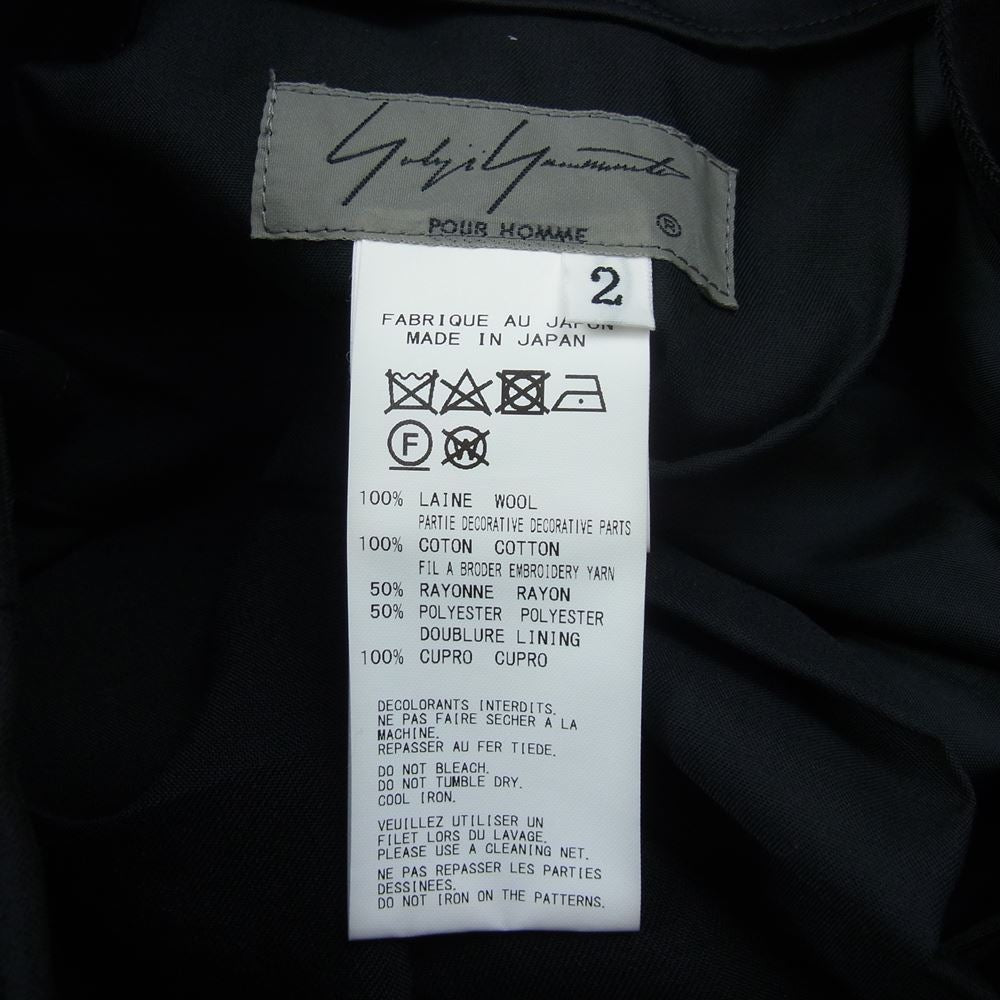 Yohji Yamamoto
POUR HOMME ®
2
FABRIQUE AU JAPON
MADE IN JAPAN
F W
100% LAINE WOOL
PARTIE DECORATIVE DECORATIVE PARTS
100% COTON COTTON
FIL A BRODER EMBROIDERY YARN
50% RAYONNE RAYON
50% POLYESTER POLYESTER
DOUBLURE LINING
100% CUPRO CUPRO
DECOLORANTS INTERDITS.
NE PAS FAIRE SECHER A LA
MACHINE.
REPASSER AU FER TIEDE.
DO NOT BLEACH.
DO NOT TUMBLE DRY.
COOL IRON.
VEUILLEZ UTILISER UN
FILET LORS DU LAVAGE.
PLEASE USE A CLEANING NET.
NE PAS REPASSER LES PARTIES
DESSINEES.
DO NOT IRON ON THE PATTERNS.